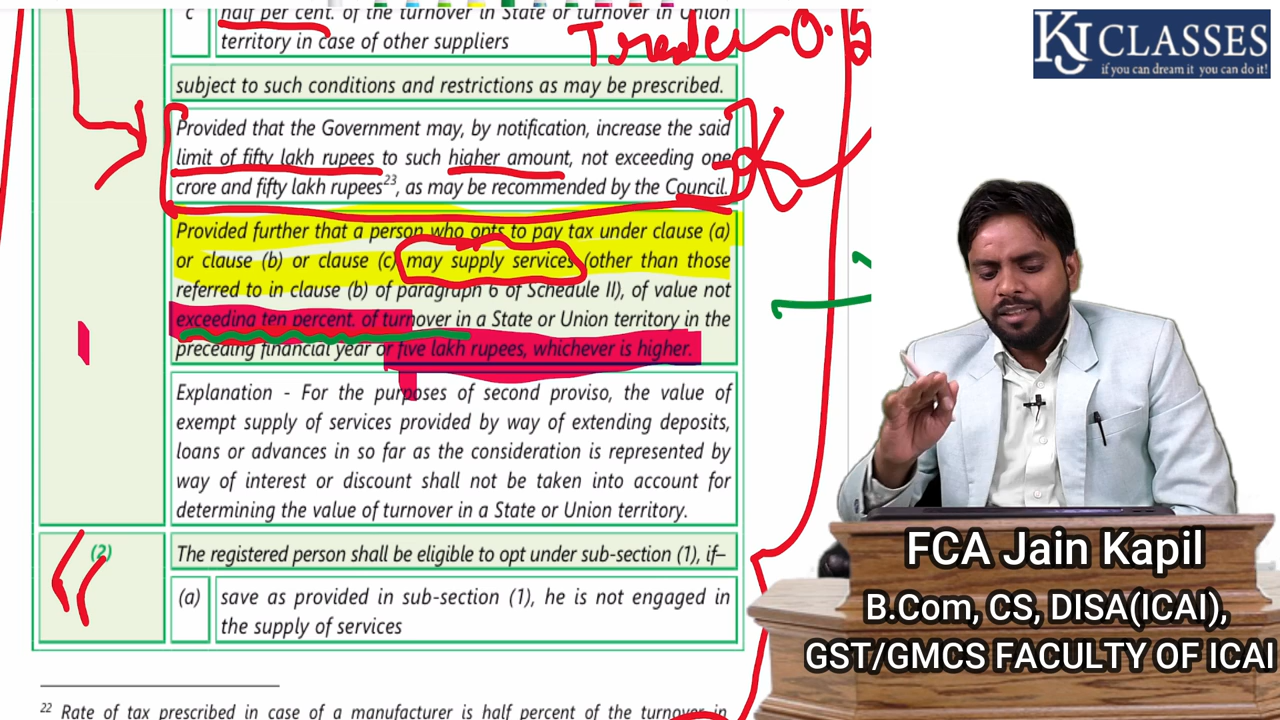 c
half per cent. of the turnover in State or turnover in Union
territory in case of other suppliers
Trader 0.5
subject to such conditions and restrictions as may be prescribed.
Provided that the Government may, by notification, increase the said
limit of fifty lakh rupees to such higher amount, not exceeding one
crore and fifty lakh rupees23, as may be recommended by the Council.
Provided further that a person who opts to pay tax under clause (a)
or clause (b) or clause (c) may supply services (other than those
referred to in clause (b) of paragraph 6 of Schedule II), of value not
exceeding ten percent. of turnover in a State or Union territory in the
preceding financial year or five lakh rupees, whichever is higher.
Explanation - For the purposes of second proviso, the value of
exempt supply of services provided by way of extending deposits,
loans or advances in so far as the consideration is represented by
way of interest or discount shall not be taken into account for
determining the value of turnover in a State or Union territory.
(2)
The registered person shall be eligible to opt under sub-section (1), if–
(a)
save as provided in sub-section (1), he is not engaged in
the supply of services
22 Rate of tax prescribed in case of a manufacturer is half percent of the turnover in
KJ CLASSES
if you can dream it you can do it!
FCA Jain Kapil
B.Com, CS, DISA(ICAI),
GST/GMCS FACULTY OF ICAI